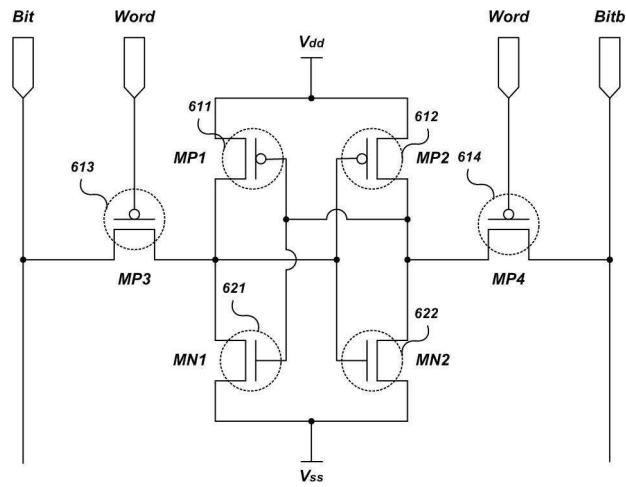 Bit
Word
Word
Bitb
Vdd
611
612
MP1
MP2
613
614
MP3
MP4
621
622
MN1
MN2
Vss